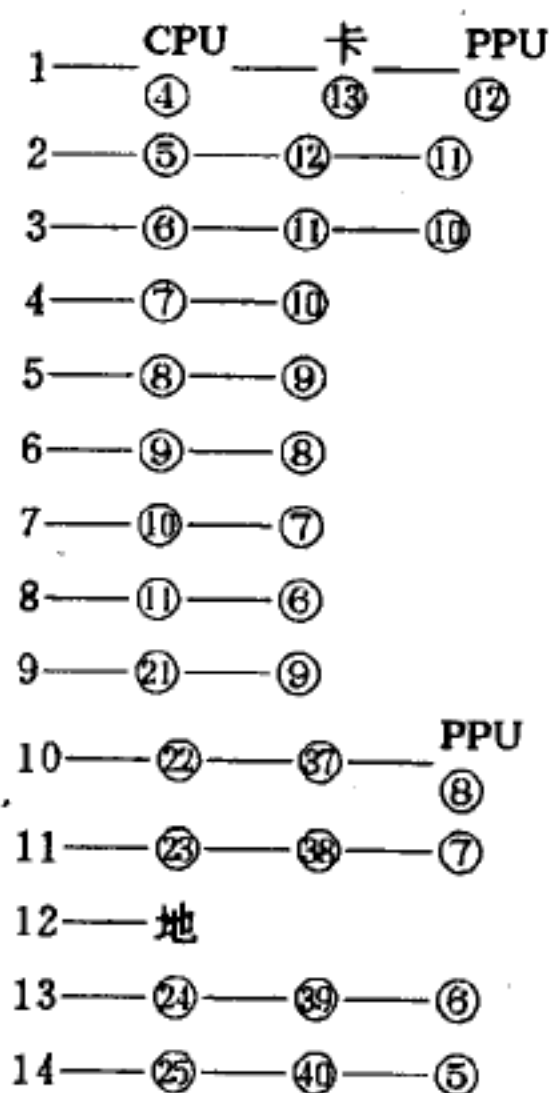 CPU 卡 PPU
1 ④ ⑬ ⑫
2 ⑤ ⑫ ⑪
3 ⑥ ⑪ ⑩
4 ⑦ ⑩
5 ⑧ ⑨
6 ⑨ ⑧
7 ⑩ ⑦
8 ⑪ ⑥
9 ㉑ ⑨
PPU
10 ㉒ ㊲ ⑧
11 ㉓ ㊳ ⑦
12 地
13 ㉔ ㊴ ⑥
14 ㉕ ㊵ ⑤